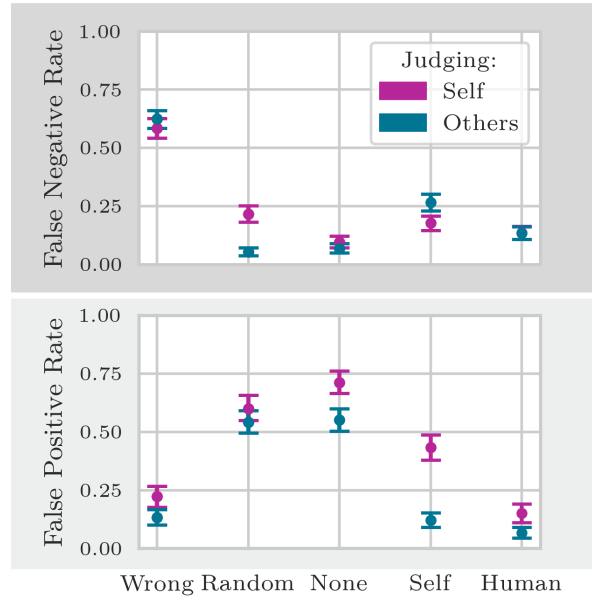 False Negative Rate
1.00
0.75
0.50
0.25
0.00
Judging:
Self
Others
False Positive Rate
1.00
0.75
0.50
0.25
0.00
Wrong Random None Self Human